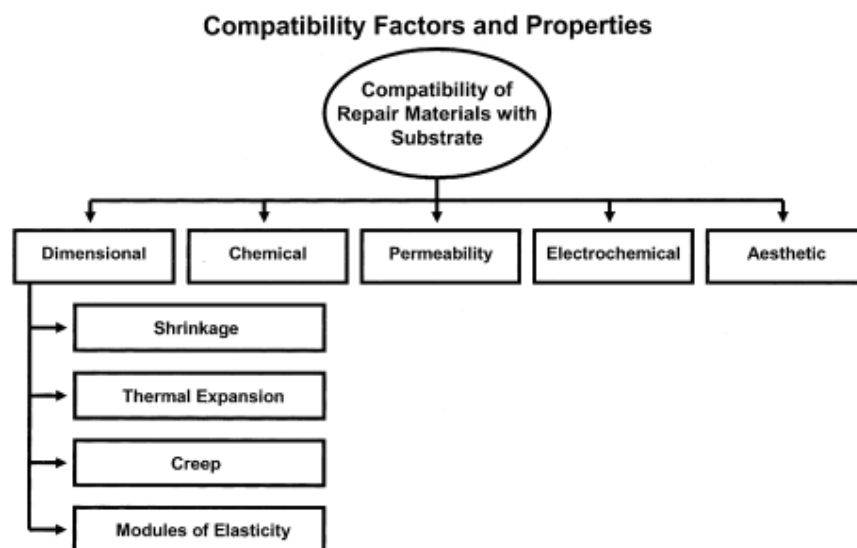 Compatibility Factors and Properties
Compatibility of
Repair Materials with
Substrate
Dimensional
Chemical
Permeability
Electrochemical
Aesthetic
Shrinkage
Thermal Expansion
Creep
Modules of Elasticity